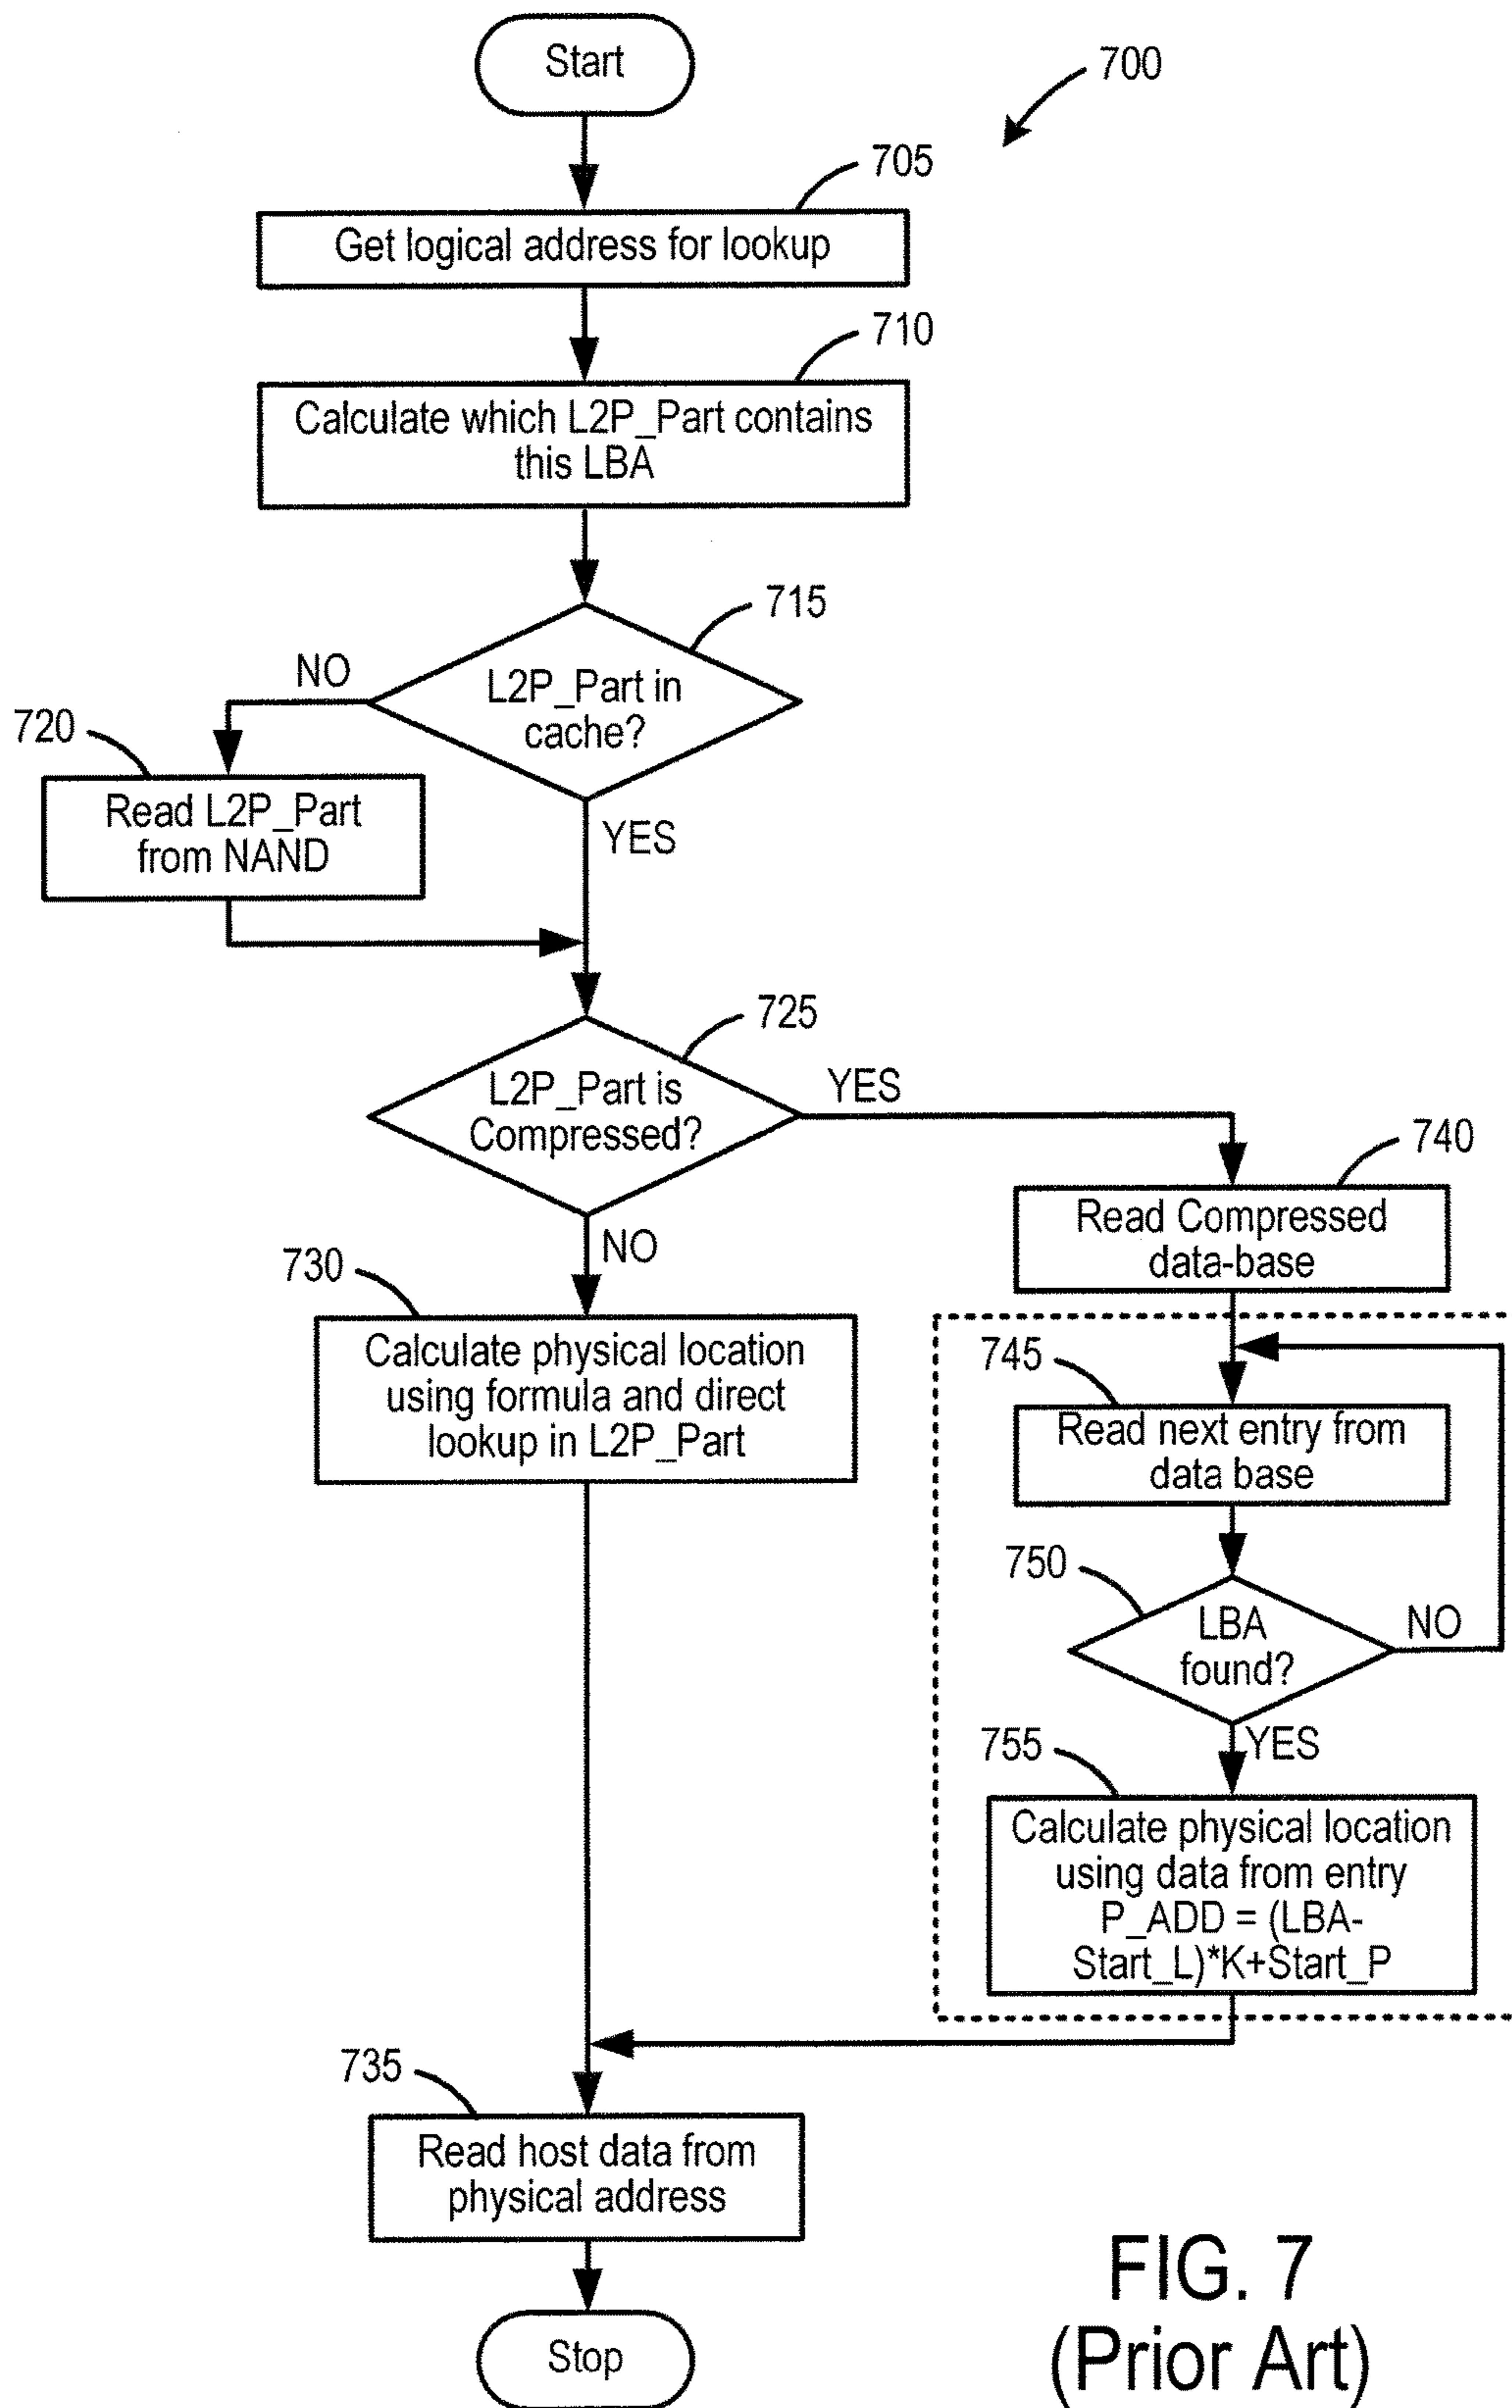 Start
700
705
Get logical address for lookup
710
Calculate which L2P_Part contains
this LBA
715
NO
L2P_Part in
cache?
720
Read L2P_Part
from NAND
YES
725
L2P_Part is
Compressed?
YES
740
Read Compressed
data-base
NO
730
Calculate physical location
using formula and direct
lookup in L2P_Part
745
Read next entry from
data base
750
LBA
found?
NO
YES
755
Calculate physical location
using data from entry
P_ADD = (LBA-
Start_L)*K+Start_P
735
Read host data from
physical address
Stop
FIG. 7
(Prior Art)